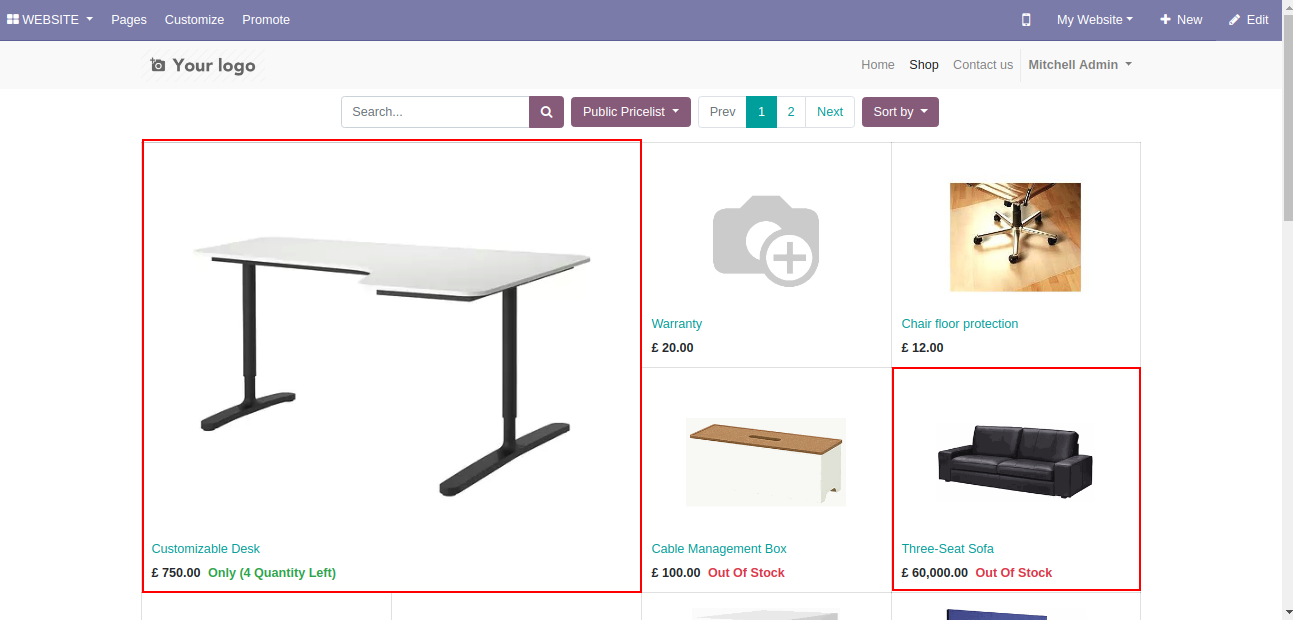 WEBSITE Pages Customize Promote My Website New Edit
Your logo Home Shop Contact us Mitchell Admin
Search... Public Pricelist Prev 1 2 Next Sort by
Warranty
£ 20.00
Chair floor protection
£ 12.00
Customizable Desk
£ 750.00 Only (4 Quantity Left)
Cable Management Box
£ 100.00 Out Of Stock
Three-Seat Sofa
£ 60,000.00 Out Of Stock